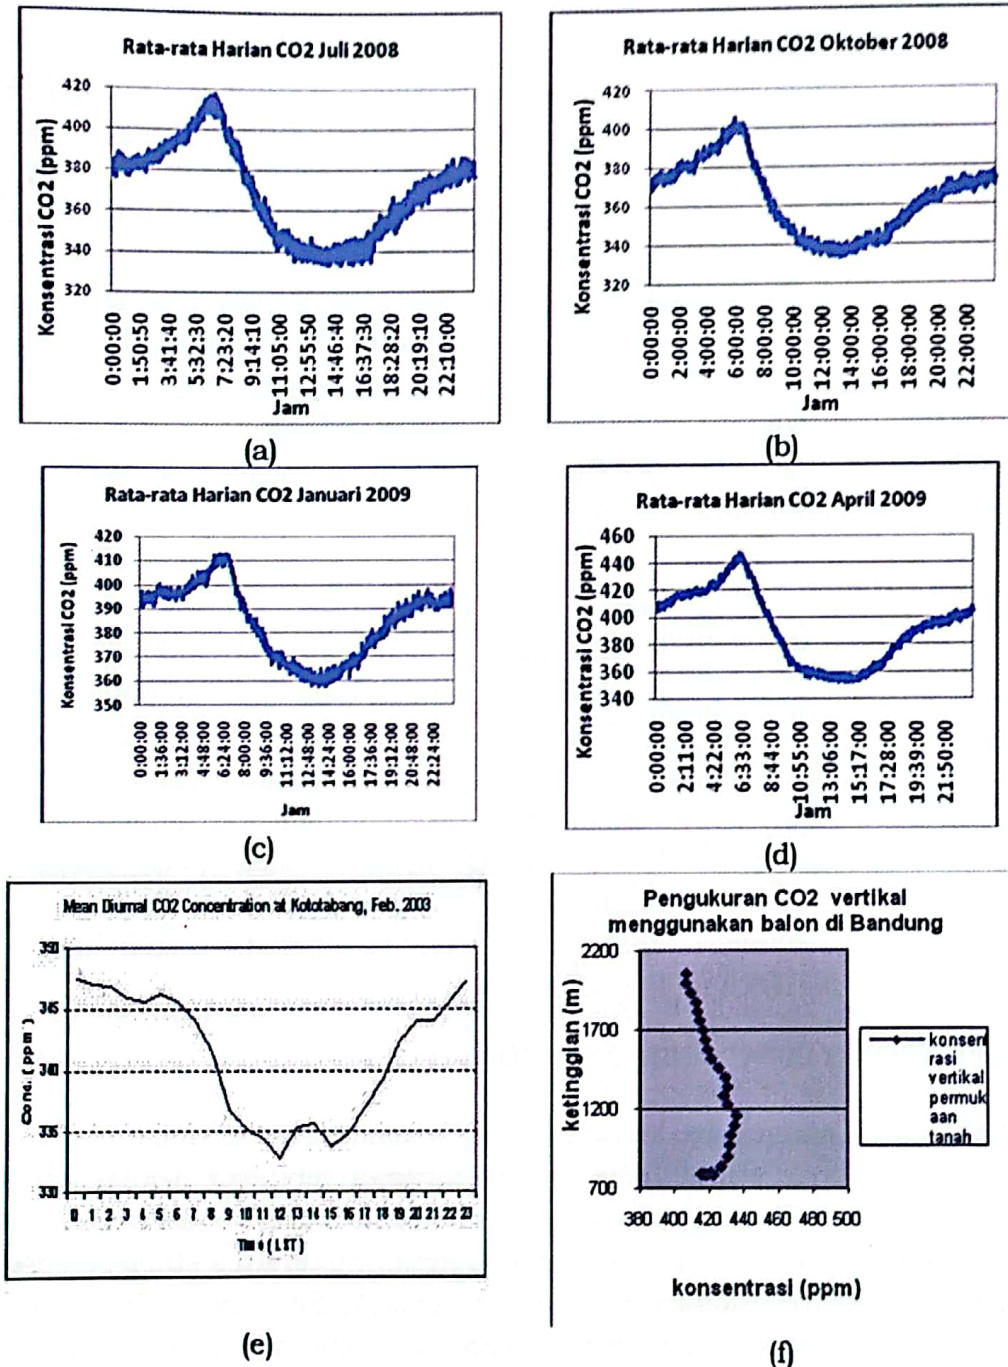 Rata-rata Harian CO2 Juli 2008
Konsentrasi CO2 (ppm)
420
400
380
360
340
320
0:00:00
1:50:50
3:41:40
5:32:30
7:23:20
9:14:10
11:05:00
12:55:50
14:46:40
16:37:30
18:28:20
20:19:10
22:10:00
Jam
(a)
Rata-rata Harian CO2 Oktober 2008
Konsentrasi CO2 (ppm)
420
400
380
360
340
320
0:00:00
2:00:00
4:00:00
6:00:00
8:00:00
10:00:00
12:00:00
14:00:00
16:00:00
18:00:00
20:00:00
22:00:00
Jam
(b)
Rata-rata Harian CO2 Januari 2009
Konsentrasi CO2 (ppm)
420
410
400
390
380
370
360
350
0:00:00
1:36:00
3:12:00
4:48:00
6:24:00
8:00:00
9:36:00
11:12:00
12:48:00
14:24:00
16:00:00
17:36:00
19:12:00
20:48:00
22:24:00
Jam
(c)
Rata-rata Harian CO2 April 2009
Konsentrasi CO2 (ppm)
460
440
420
400
380
360
340
0:00:00
2:11:00
4:22:00
6:33:00
8:44:00
10:55:00
13:06:00
15:17:00
17:28:00
19:39:00
21:50:00
Jam
(d)
Mean Diurnal CO2 Concentration at Kototabang, Feb. 2003
Conc. (ppm)
350
345
340
335
330
0 1 2 3 4 5 6 7 8 9 10 11 12 13 14 15 16 17 18 19 20 21 22 23
Time (LST)
(e)
Pengukuran CO2 vertikal
menggunakan balon di Bandung
ketinggian (m)
2200
1700
1200
700
380 400 420 440 460 480 500
konsentrasi (ppm)
konsen
rasi
vertikal
permuk
aan
tanah
(f)